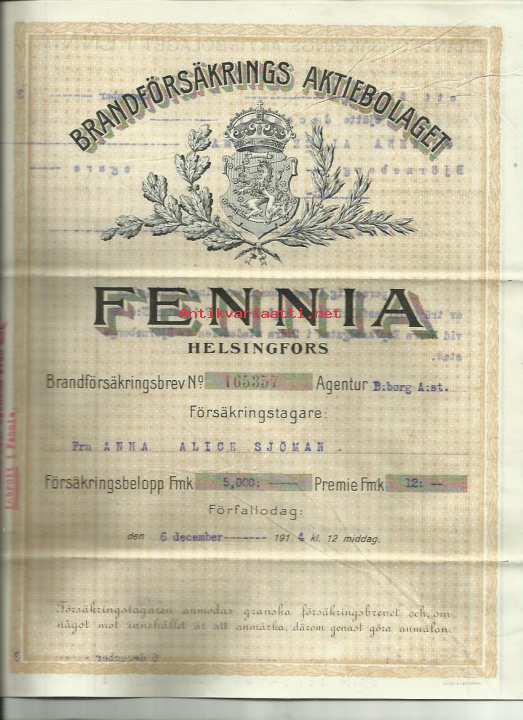 BRANDFÖRSÄKRINGS AKTIEBOLAGET
FENNIA
Antikvariaatti.net
HELSINGFORS
Brandförsäkringsbrev Nº 165357 Agentur B:borg A:st.
Försäkringstagare:
Fru ANNA ALICE SJÖMAN.
Försäkringsbelopp Fmk 5,000: ----- Premie Fmk 12: --
Förfallodag:
den 6 december------- 1914 kl. 12 middag.
Försäkringstagaren anmodas granska försäkringsbrevet och, om
något mot innehållet är att anmärka, därom genast göra anmälan.